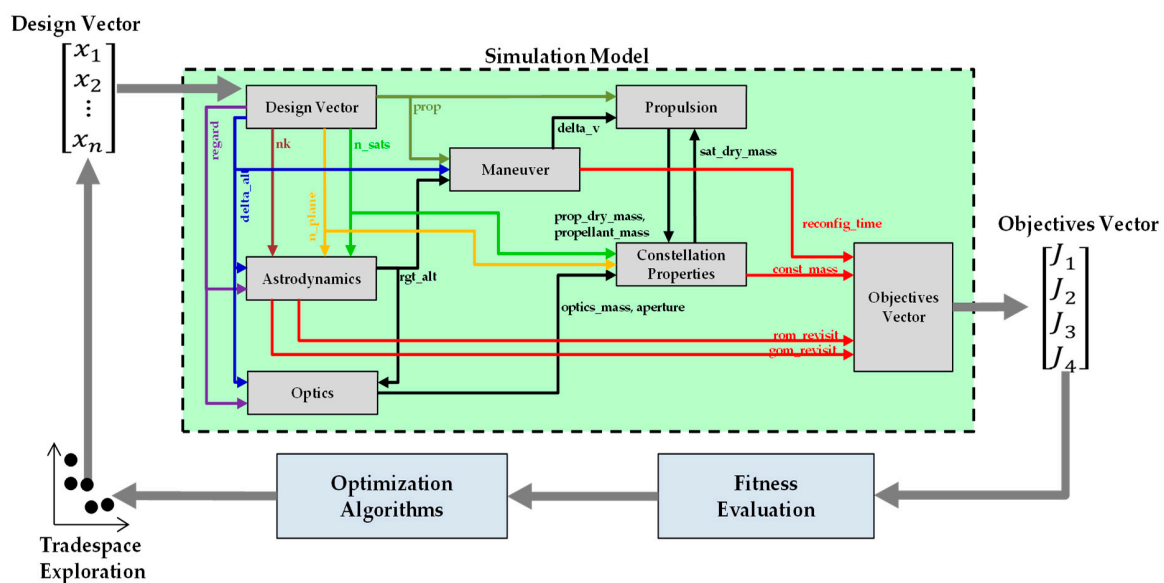 Design Vector
x1
x2
...
xn
Simulation Model
Design Vector
prop
Propulsion
delta_v
regard
nk
n_sats
sat_dry_mass
Maneuver
delta_alt
n_plane
prop_dry_mass,
propellant_mass
reconfig_time
Objectives Vector
Astrodynamics
rgt_alt
Constellation
Properties
const_mass
Objectives
Vector
J1
J2
J3
J4
optics_mass, aperture
rom_revisit
gom_revisit
Optics
Optimization
Algorithms
Fitness
Evaluation
Tradespace
Exploration